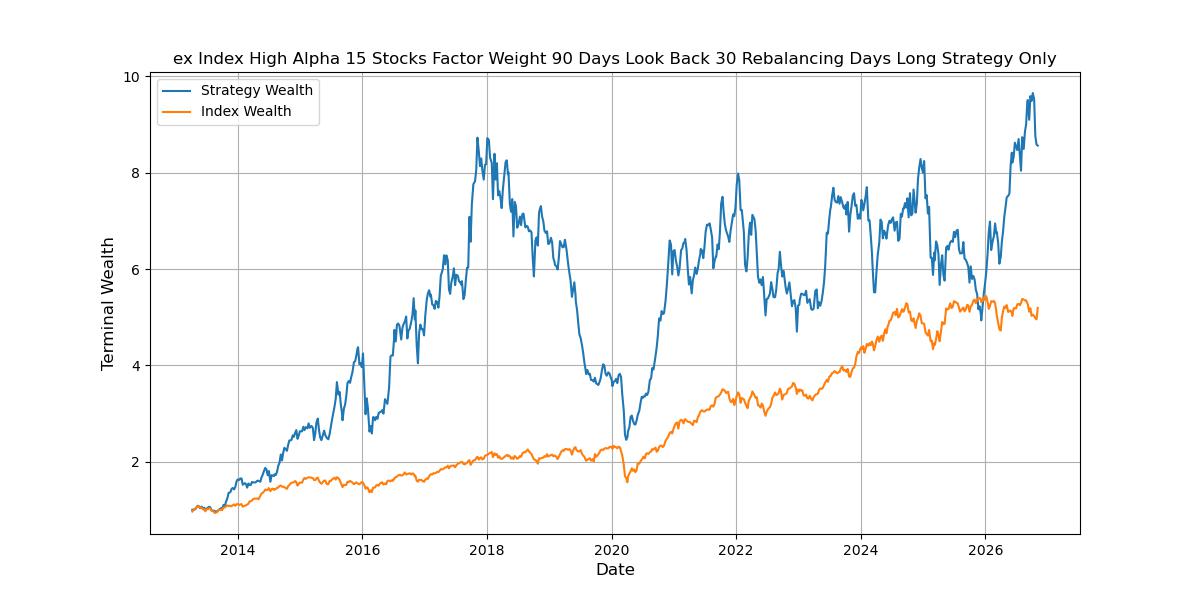 ex Index High Alpha 15 Stocks Factor Weight 90 Days Look Back 30 Rebalancing Days Long Strategy Only
Strategy Wealth
Index Wealth
Terminal Wealth
10
8
6
4
2
2014 2016 2018 2020 2022 2024 2026
Date